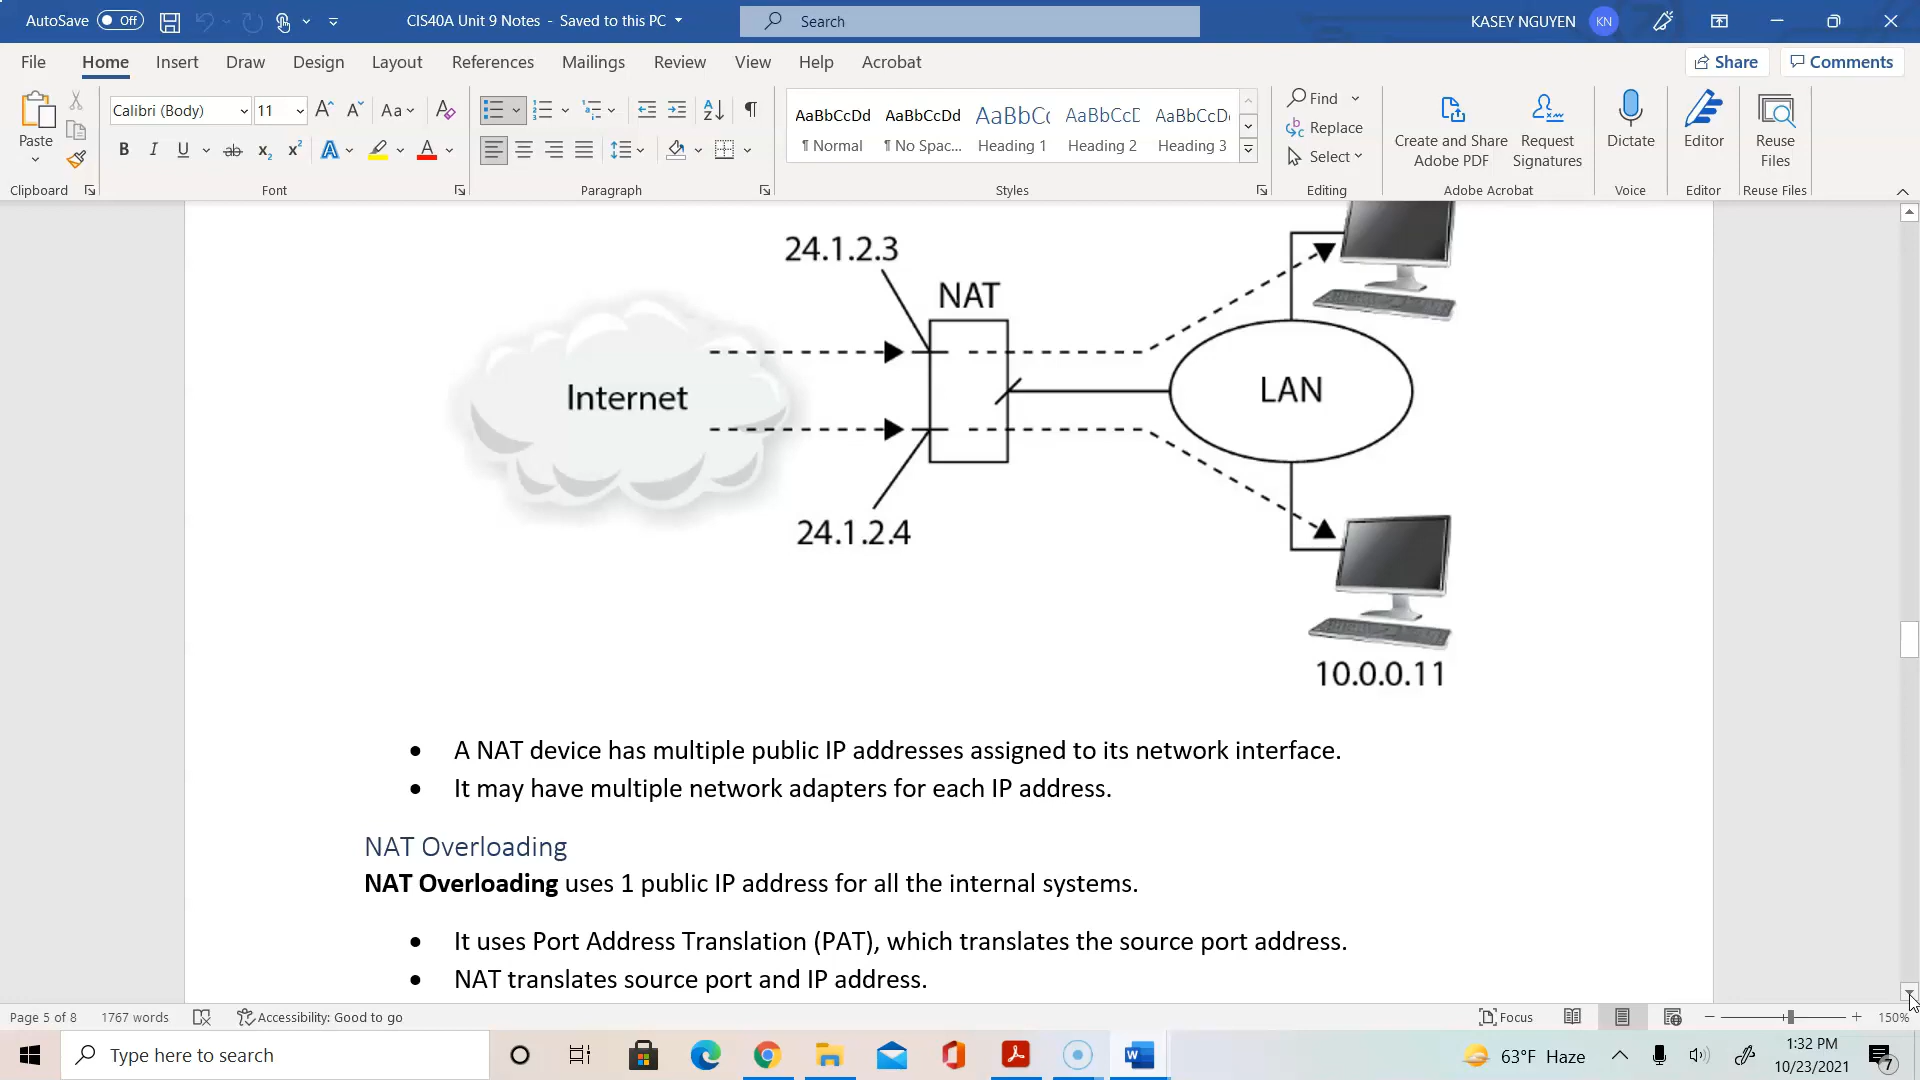 AutoSave Off CIS40A Unit 9 Notes - Saved to this PC Search KASEY NGUYEN KN
File Home Insert Draw Design Layout References Mailings Review View Help Acrobat Share Comments
Paste
Clipboard
Calibri (Body) 11 Aa
B I U ab x₂ x² A A
Font
Paragraph
AaBbCcDd AaBbCcDd AaBbCc AaBbCcD AaBbCcD
¶ Normal ¶ No Spac... Heading 1 Heading 2 Heading 3
Styles
Find
Replace
Select
Editing
Create and Share
Adobe PDF
Request
Signatures
Adobe Acrobat
Dictate
Voice
Editor
Editor
Reuse
Files
Reuse Files
24.1.2.3
NAT
Internet
LAN
24.1.2.4
10.0.0.11
• A NAT device has multiple public IP addresses assigned to its network interface.
• It may have multiple network adapters for each IP address.
NAT Overloading
NAT Overloading uses 1 public IP address for all the internal systems.
• It uses Port Address Translation (PAT), which translates the source port address.
• NAT translates source port and IP address.
Page 5 of 8 1767 words Accessibility: Good to go Focus 150%
Type here to search 63°F Haze 1:32 PM
10/23/2021 7